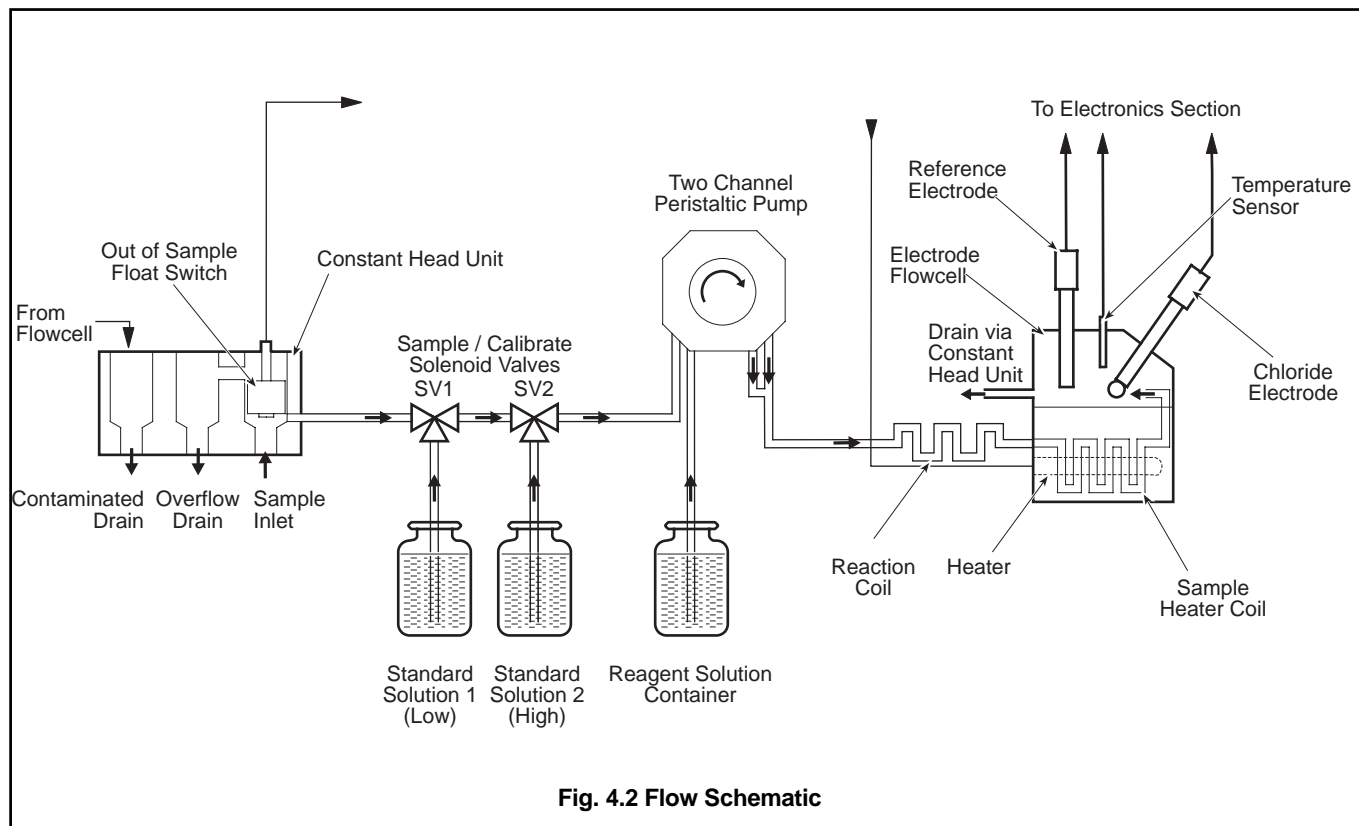 To Electronics Section
Reference
Electrode
Temperature
Sensor
Two Channel
Peristaltic Pump
Out of Sample
Float Switch
Constant Head Unit
Electrode
Flowcell
From
Flowcell
Sample / Calibrate
Solenoid Valves
SV1
SV2
Drain via
Constant
Head Unit
Chloride
Electrode
Contaminated
Drain
Overflow
Drain
Sample
Inlet
Reaction
Coil
Heater
Sample
Heater Coil
Standard
Solution 1
(Low)
Standard
Solution 2
(High)
Reagent Solution
Container
Fig. 4.2 Flow Schematic